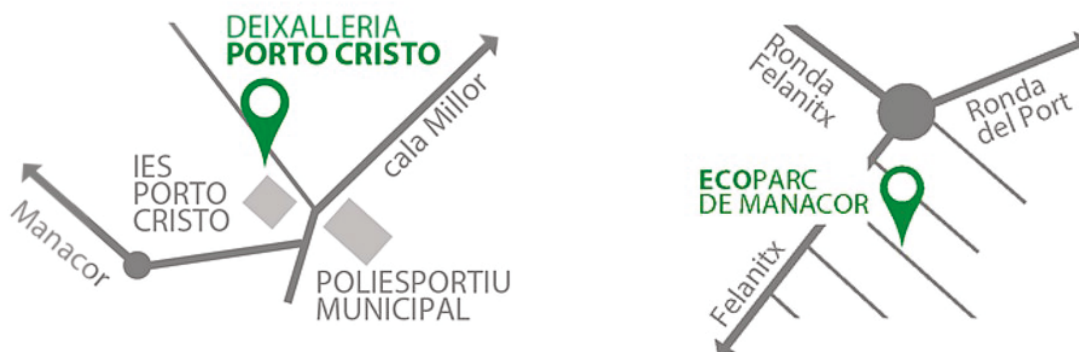 DEIXALLERIA
PORTO CRISTO
cala Millor
IES
PORTO
CRISTO
Manacor
POLIESPORTIU
MUNICIPAL
Ronda
Felanitx
Ronda
del Port
ECOPARC
DE MANACOR
Felanitx